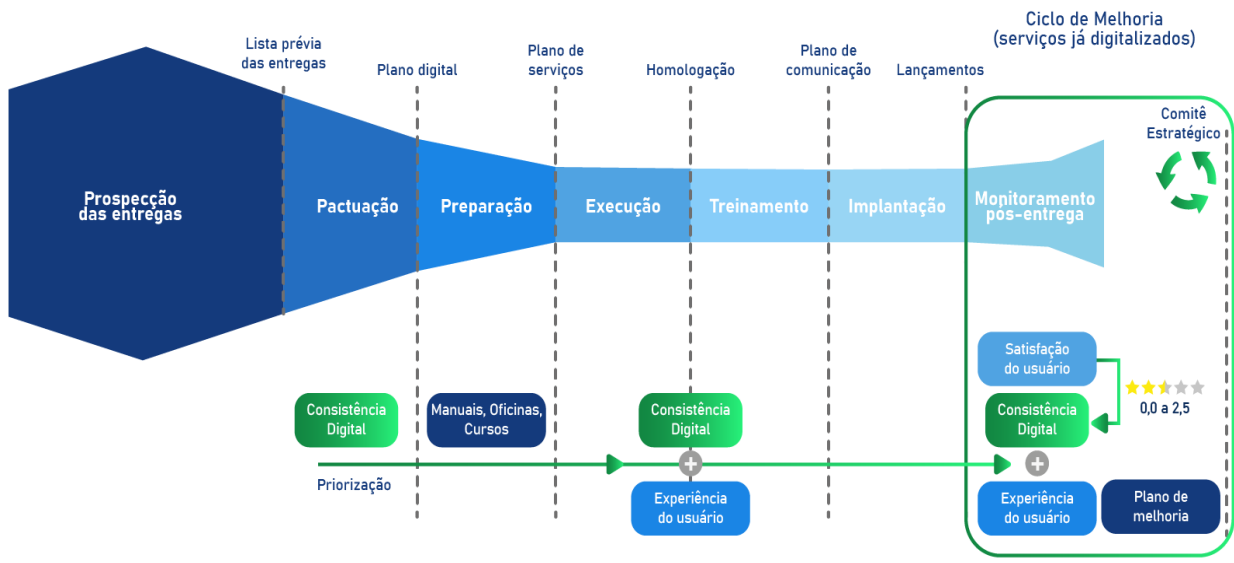 Ciclo de Melhoria
(serviços já digitalizados)
Lista prévia
das entregas
Plano digital
Plano de
serviços
Homologação
Plano de
comunicação
Lançamentos
Comitê
Estratégico
Prospecção
das entregas
Pactuação
Preparação
Execução
Treinamento
Implantação
Monitoramento
pós-entrega
Satisfação
do usuário
0,0 a 2,5
Consistência
Digital
Manuais, Oficinas,
Cursos
Consistência
Digital
Consistência
Digital
Priorização
Experiência
do usuário
Experiência
do usuário
Plano de
melhoria